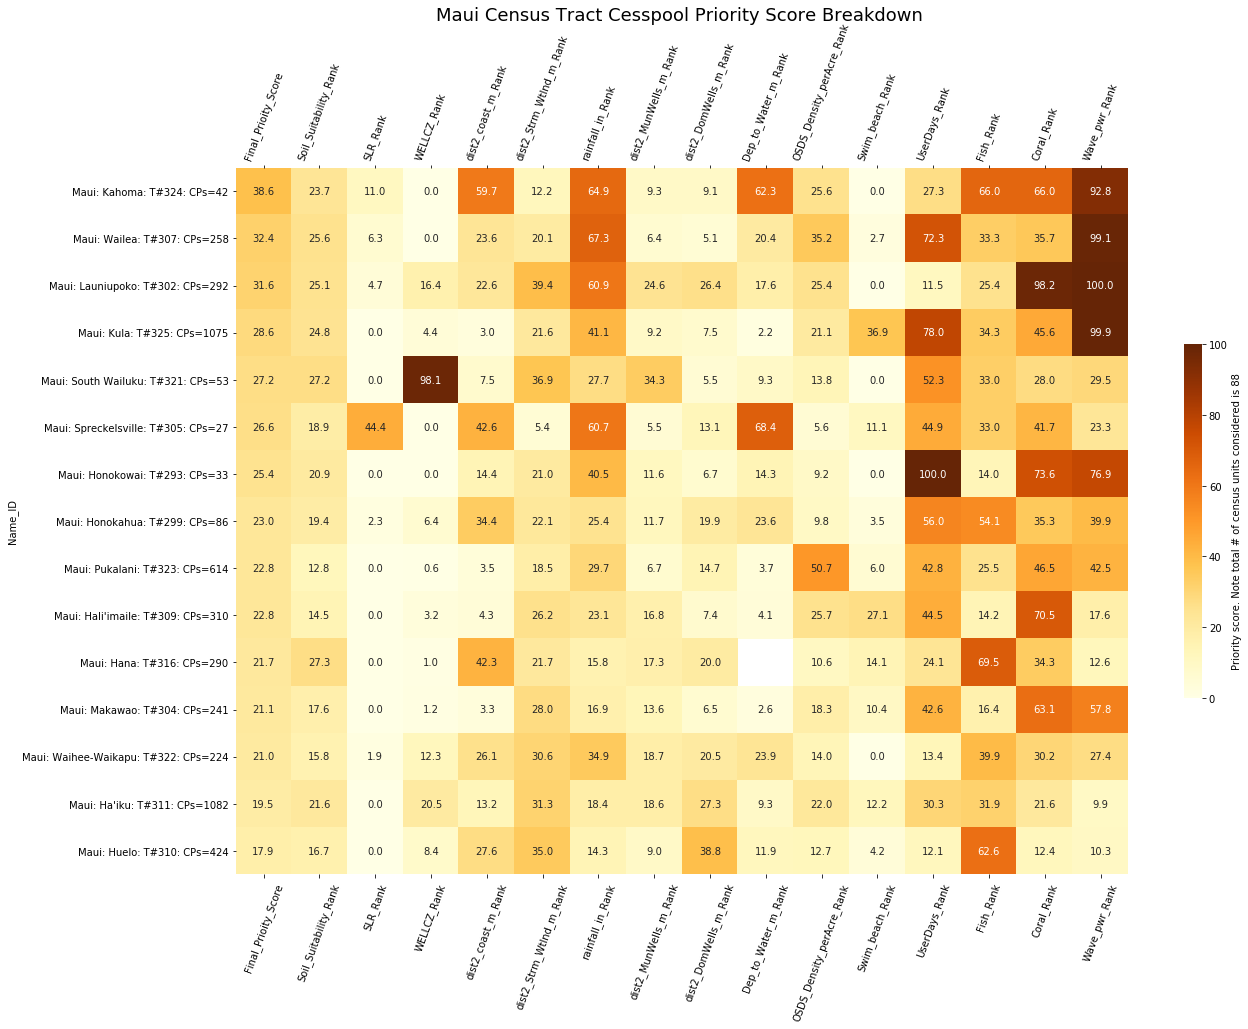 Maui Census Tract Cesspool Priority Score Breakdown
Final_Prioity_Score Soil_Suitability_Rank SLR_Rank WELLCZ_Rank dist2_coast_m_Rank dist2_Strm_Wtlnd_m_Rank rainfall_in_Rank dist2_MunWells_m_Rank dist2_DomWells_m_Rank Dep_to_Water_m_Rank OSDS_Density_perAcre_Rank Swim_beach_Rank UserDays_Rank Fish_Rank Coral_Rank Wave_pwr_Rank
Name_ID
Maui: Kahoma: T#324: CPs=42 38.6 23.7 11.0 0.0 59.7 12.2 64.9 9.3 9.1 62.3 25.6 0.0 27.3 66.0 66.0 92.8
Maui: Wailea: T#307: CPs=258 32.4 25.6 6.3 0.0 23.6 20.1 67.3 6.4 5.1 20.4 35.2 2.7 72.3 33.3 35.7 99.1
Maui: Launiupoko: T#302: CPs=292 31.6 25.1 4.7 16.4 22.6 39.4 60.9 24.6 26.4 17.6 25.4 0.0 11.5 25.4 98.2 100.0
Maui: Kula: T#325: CPs=1075 28.6 24.8 0.0 4.4 3.0 21.6 41.1 9.2 7.5 2.2 21.1 36.9 78.0 34.3 45.6 99.9
Maui: South Wailuku: T#321: CPs=53 27.2 27.2 0.0 98.1 7.5 36.9 27.7 34.3 5.5 9.3 13.8 0.0 52.3 33.0 28.0 29.5
Maui: Spreckelsville: T#305: CPs=27 26.6 18.9 44.4 0.0 42.6 5.4 60.7 5.5 13.1 68.4 5.6 11.1 44.9 33.0 41.7 23.3
Maui: Honokowai: T#293: CPs=33 25.4 20.9 0.0 0.0 14.4 21.0 40.5 11.6 6.7 14.3 9.2 0.0 100.0 14.0 73.6 76.9
Maui: Honokahua: T#299: CPs=86 23.0 19.4 2.3 6.4 34.4 22.1 25.4 11.7 19.9 23.6 9.8 3.5 56.0 54.1 35.3 39.9
Maui: Pukalani: T#323: CPs=614 22.8 12.8 0.0 0.6 3.5 18.5 29.7 6.7 14.7 3.7 50.7 6.0 42.8 25.5 46.5 42.5
Maui: Hali'imaile: T#309: CPs=310 22.8 14.5 0.0 3.2 4.3 26.2 23.1 16.8 7.4 4.1 25.7 27.1 44.5 14.2 70.5 17.6
Maui: Hana: T#316: CPs=290 21.7 27.3 0.0 1.0 42.3 21.7 15.8 17.3 20.0 10.6 14.1 24.1 69.5 34.3 12.6
Maui: Makawao: T#304: CPs=241 21.1 17.6 0.0 1.2 3.3 28.0 16.9 13.6 6.5 2.6 18.3 10.4 42.6 16.4 63.1 57.8
Maui: Waihee-Waikapu: T#322: CPs=224 21.0 15.8 1.9 12.3 26.1 30.6 34.9 18.7 20.5 23.9 14.0 0.0 13.4 39.9 30.2 27.4
Maui: Ha'iku: T#311: CPs=1082 19.5 21.6 0.0 20.5 13.2 31.3 18.4 18.6 27.3 9.3 22.0 12.2 30.3 31.9 21.6 9.9
Maui: Huelo: T#310: CPs=424 17.9 16.7 0.0 8.4 27.6 35.0 14.3 9.0 38.8 11.9 12.7 4.2 12.1 62.6 12.4 10.3
Final_Prioity_Score Soil_Suitability_Rank SLR_Rank WELLCZ_Rank dist2_coast_m_Rank dist2_Strm_Wtlnd_m_Rank rainfall_in_Rank dist2_MunWells_m_Rank dist2_DomWells_m_Rank Dep_to_Water_m_Rank OSDS_Density_perAcre_Rank Swim_beach_Rank UserDays_Rank Fish_Rank Coral_Rank Wave_pwr_Rank
100
80
60
40
20
0
Priority score. Note total # of census units considered is 88